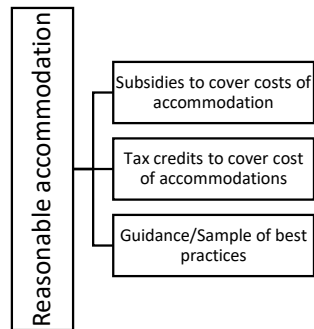 Reasonable accommodation
Subsidies to cover costs of
accommodation
Tax credits to cover cost
of accommodations
Guidance/Sample of best
practices